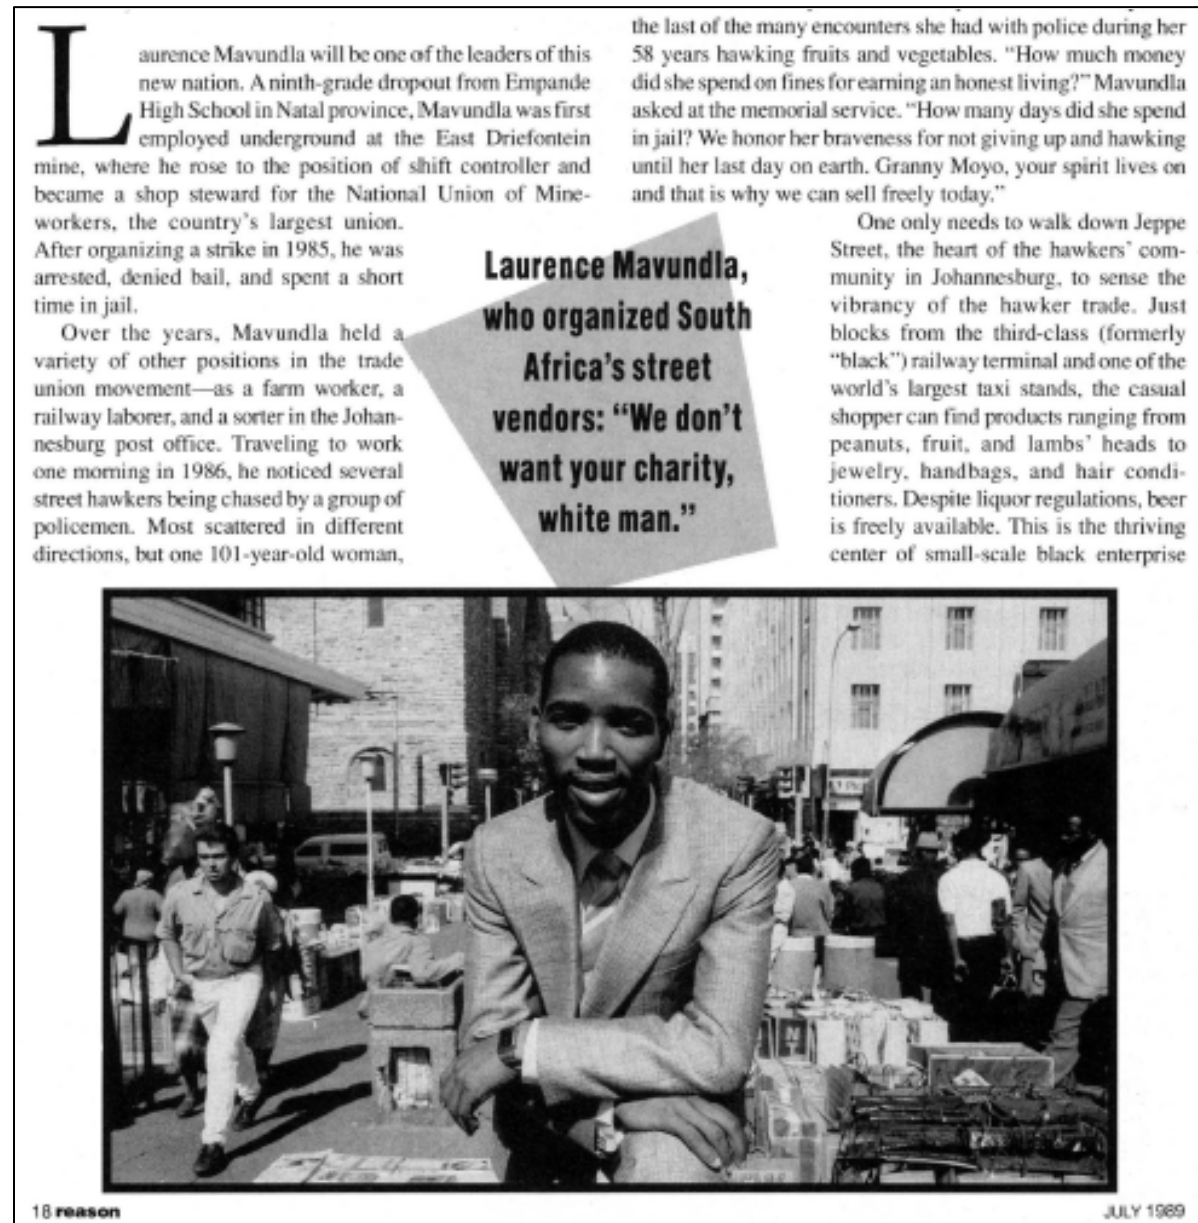 Laurence Mavundla will be one of the leaders of this
new nation. A ninth-grade dropout from Empande
High School in Natal province, Mavundla was first
employed underground at the East Driefontein
mine, where he rose to the position of shift controller and
became a shop steward for the National Union of Mine-
workers, the country's largest union.
After organizing a strike in 1985, he was
arrested, denied bail, and spent a short
time in jail.
Over the years, Mavundla held a
variety of other positions in the trade
union movement—as a farm worker, a
railway laborer, and a sorter in the Johan-
nesburg post office. Traveling to work
one morning in 1986, he noticed several
street hawkers being chased by a group of
policemen. Most scattered in different
directions, but one 101-year-old woman,
Laurence Mavundla,
who organized South
Africa's street
vendors: “We don't
want your charity,
white man.”
the last of the many encounters she had with police during her
58 years hawking fruits and vegetables. “How much money
did she spend on fines for earning an honest living?” Mavundla
asked at the memorial service. “How many days did she spend
in jail? We honor her braveness for not giving up and hawking
until her last day on earth. Granny Moyo, your spirit lives on
and that is why we can sell freely today.”
One only needs to walk down Jeppe
Street, the heart of the hawkers' com-
munity in Johannesburg, to sense the
vibrancy of the hawker trade. Just
blocks from the third-class (formerly
“black”) railway terminal and one of the
world's largest taxi stands, the casual
shopper can find products ranging from
peanuts, fruit, and lambs' heads to
jewelry, handbags, and hair condi-
tioners. Despite liquor regulations, beer
is freely available. This is the thriving
center of small-scale black enterprise
18 reason
JULY 1989